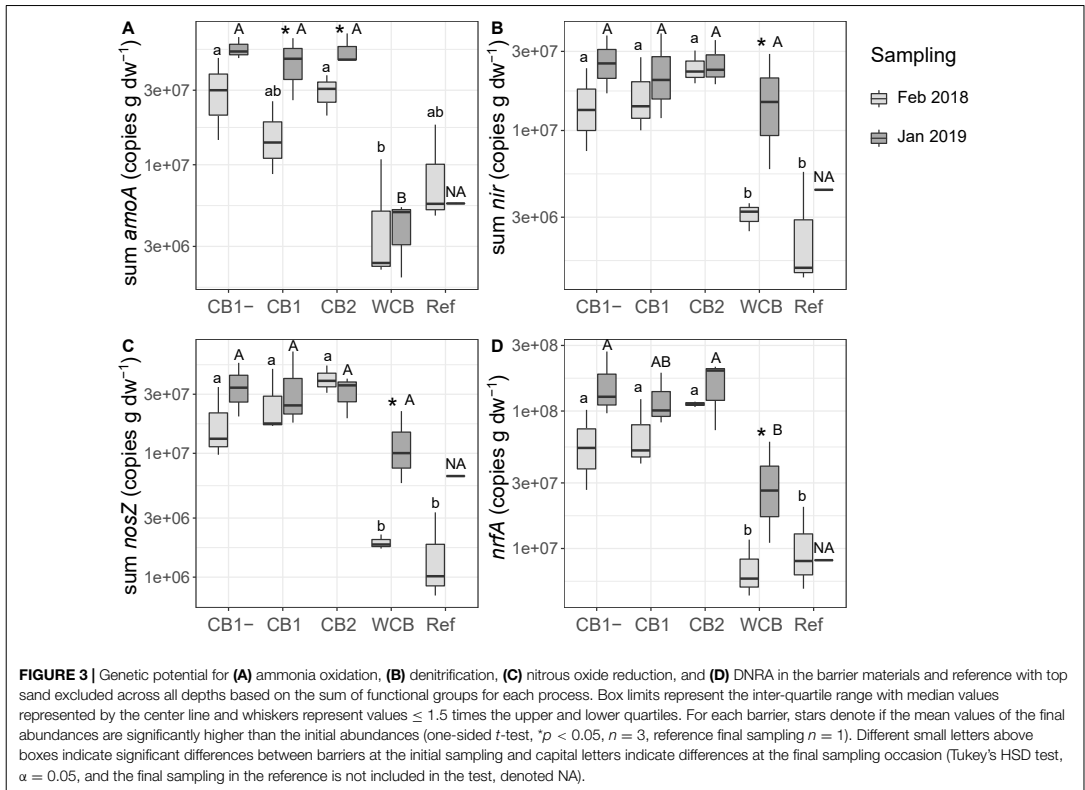 A
sum amoA (copies g dw⁻¹)
3e+07
1e+07
3e+06
a A ab * A a * A b B ab NA
CB1− CB1 CB2 WCB Ref
B
sum nir (copies g dw⁻¹)
3e+07
1e+07
3e+06
a A a A a A b * A b NA
CB1− CB1 CB2 WCB Ref
Sampling
Feb 2018
Jan 2019
C
sum nosZ (copies g dw⁻¹)
3e+07
1e+07
3e+06
1e+06
a A a A a A b * A b NA
CB1− CB1 CB2 WCB Ref
D
nrfA (copies g dw⁻¹)
3e+08
1e+08
3e+07
1e+07
a A a AB a A b * B b NA
CB1− CB1 CB2 WCB Ref
FIGURE 3 | Genetic potential for (A) ammonia oxidation, (B) denitrification, (C) nitrous oxide reduction, and (D) DNRA in the barrier materials and reference with top
sand excluded across all depths based on the sum of functional groups for each process. Box limits represent the inter-quartile range with median values
represented by the center line and whiskers represent values ≤ 1.5 times the upper and lower quartiles. For each barrier, stars denote if the mean values of the final
abundances are significantly higher than the initial abundances (one-sided t-test, *p < 0.05, n = 3, reference final sampling n = 1). Different small letters above
boxes indicate significant differences between barriers at the initial sampling and capital letters indicate differences at the final sampling occasion (Tukey's HSD test,
α = 0.05, and the final sampling in the reference is not included in the test, denoted NA).